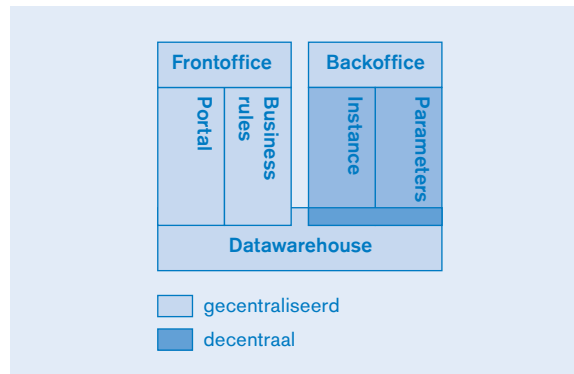 Frontoffice
Backoffice
Portal
Business
rules
Instance
Parameters
Datawarehouse
gecentraliseerd
decentraal